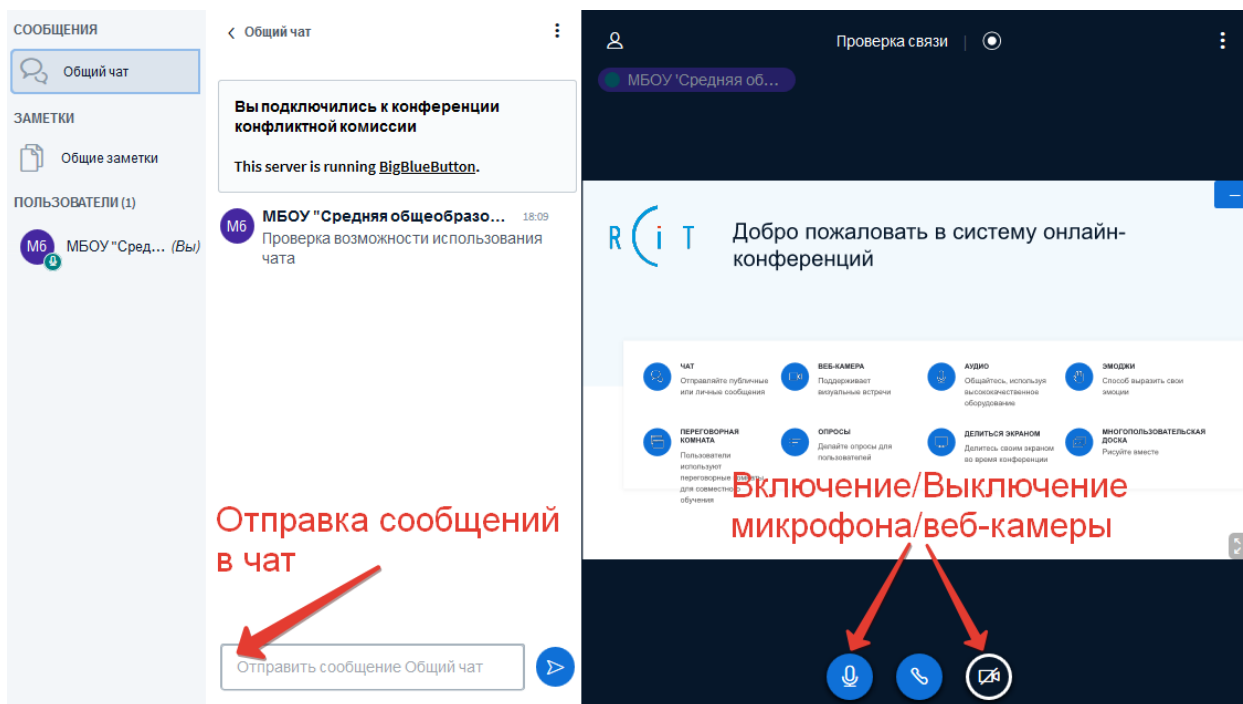 СООБЩЕНИЯ
Общий чат
ЗАМЕТКИ
Общие заметки
ПОЛЬЗОВАТЕЛИ (1)
М6
МБОУ "Сред... (Вы)
Общий чат
Вы подключились к конференции
конфликтной комиссии
This server is running BigBlueButton.
М6
МБОУ "Средняя общеобразо... 18:09
Проверка возможности использования
чата
Отправка сообщений
в чат
Отправить сообщение Общий чат
Проверка связи
МБОУ 'Средняя об...
RCiT
Добро пожаловать в систему онлайн-
конференций
ЧАТ
Отправляйте публичные
или личные сообщения
ВЕБ-КАМЕРА
Поддерживает
визуальные встречи
АУДИО
Общайтесь, используя
высококачественное
оборудование
ЭМОДЖИ
Способ выразить свои
эмоции
ПЕРЕГОВОРНАЯ
КОМНАТА
Пользователи
используют
переговорные комнаты
для совместного
обучения
ОПРОСЫ
Делайте опросы для
пользователей
ДЕЛИТЬСЯ ЭКРАНОМ
Делитесь своим экраном
во время конференции
МНОГОПОЛЬЗОВАТЕЛЬСКАЯ
ДОСКА
Рисуйте вместе
Включение/Выключение
микрофона/веб-камеры